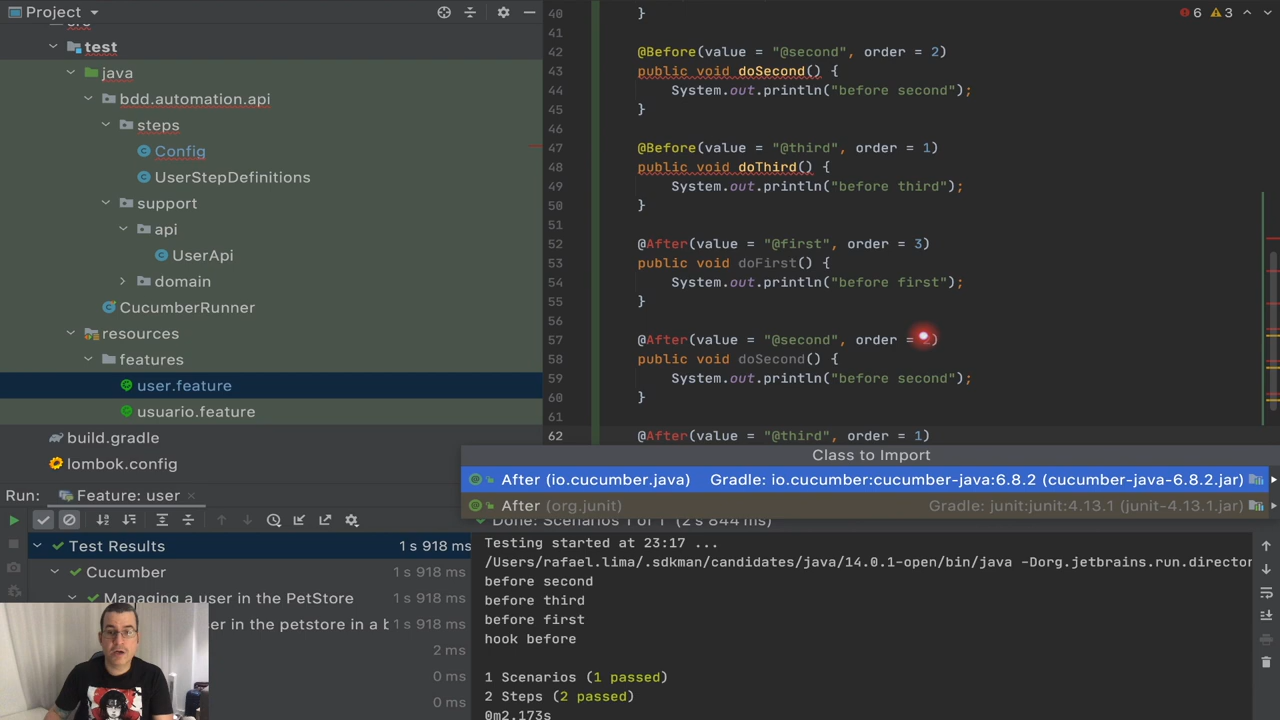 Project
test
java
bdd.automation.api
steps
Config
UserStepDefinitions
support
api
UserApi
domain
CucumberRunner
resources
features
user.feature
usuario.feature
build.gradle
lombok.config
6 3
40 }
41
42 @Before(value = "@second", order = 2)
43 public void doSecond() {
44 System.out.println("before second");
45 }
46
47 @Before(value = "@third", order = 1)
48 public void doThird() {
49 System.out.println("before third");
50 }
51
52 @After(value = "@first", order = 3)
53 public void doFirst() {
54 System.out.println("before first");
55 }
56
57 @After(value = "@second", order = 2)
58 public void doSecond() {
59 System.out.println("before second");
60 }
61
62 @After(value = "@third", order = 1)
Class to Import
After (io.cucumber.java) Gradle: io.cucumber:cucumber-java:6.8.2 (cucumber-java-6.8.2.jar)
After (org.junit) Gradle: junit:junit:4.13.1 (junit-4.13.1.jar)
Run: Feature: user
Test Results 1 s 918 ms
Cucumber 1 s 918 ms
Managing a user in the PetStore 1 s 918 ms
er in the petstore in a b 1 s 918 ms
2 ms
0 ms
0 ms
Done: Scenarios 1 of 1 (2 s 844 ms)
Testing started at 23:17 ...
/Users/rafael.lima/.sdkman/candidates/java/14.0.1-open/bin/java -Dorg.jetbrains.run.director
before second
before third
before first
hook before
1 Scenarios (1 passed)
2 Steps (2 passed)
0m2.173s